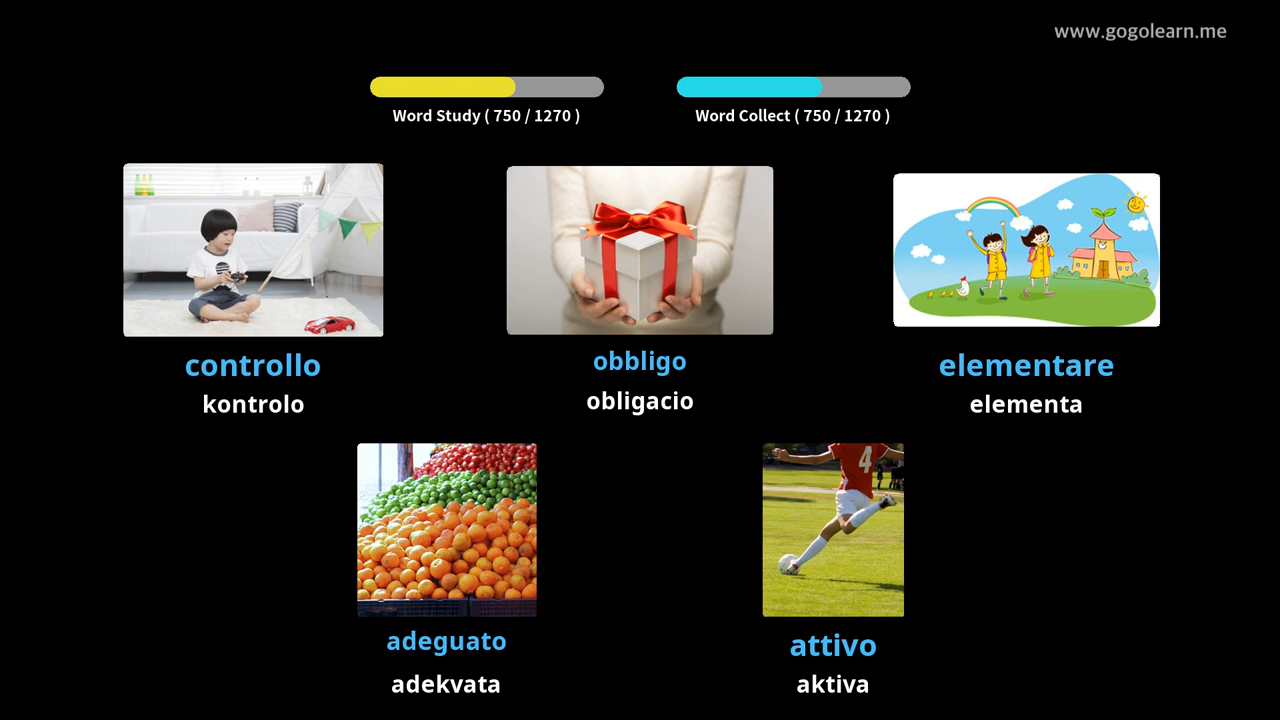 www.gogolearn.me
Word Study ( 750 / 1270 )
Word Collect ( 750 / 1270 )
controllo
kontrolo
obbligo
obligacio
elementare
elementa
adeguato
adekvata
4
attivo
aktiva